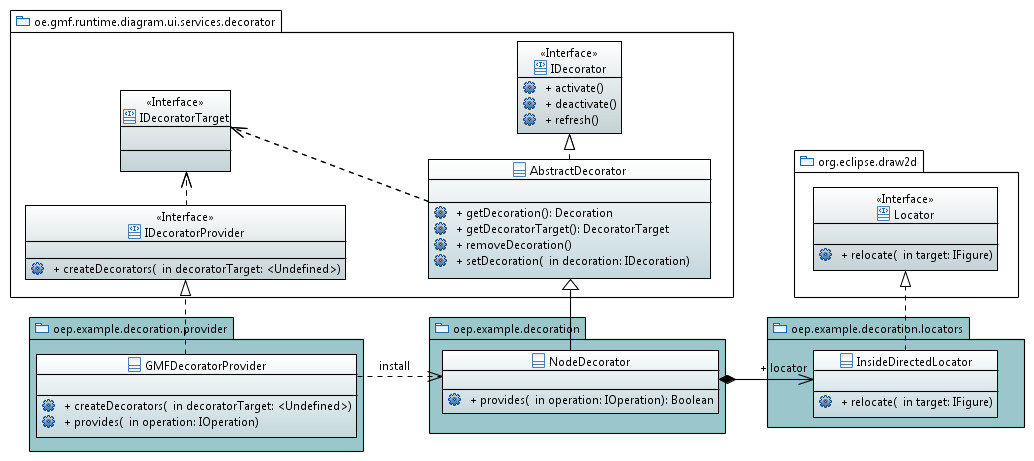 oe.gmf.runtime.diagram.ui.services.decorator
«Interface»
IDecorator
+ activate()
+ deactivate()
+ refresh()
«Interface»
IDecoratorTarget
AbstractDecorator
+ getDecoration(): Decoration
+ getDecoratorTarget(): DecoratorTarget
+ removeDecoration()
+ setDecoration( in decoration: IDecoration)
«Interface»
IDecoratorProvider
+ createDecorators( in decoratorTarget: <Undefined>)
org.eclipse.draw2d
«Interface»
Locator
+ relocate( in target: IFigure)
oep.example.decoration.provider
GMFDecoratorProvider
+ createDecorators( in decoratorTarget: <Undefined>)
+ provides( in operation: IOperation)
install
oep.example.decoration
NodeDecorator
+ provides( in operation: IOperation): Boolean
+ locator
oep.example.decoration.locators
InsideDirectedLocator
+ relocate( in target: IFigure)